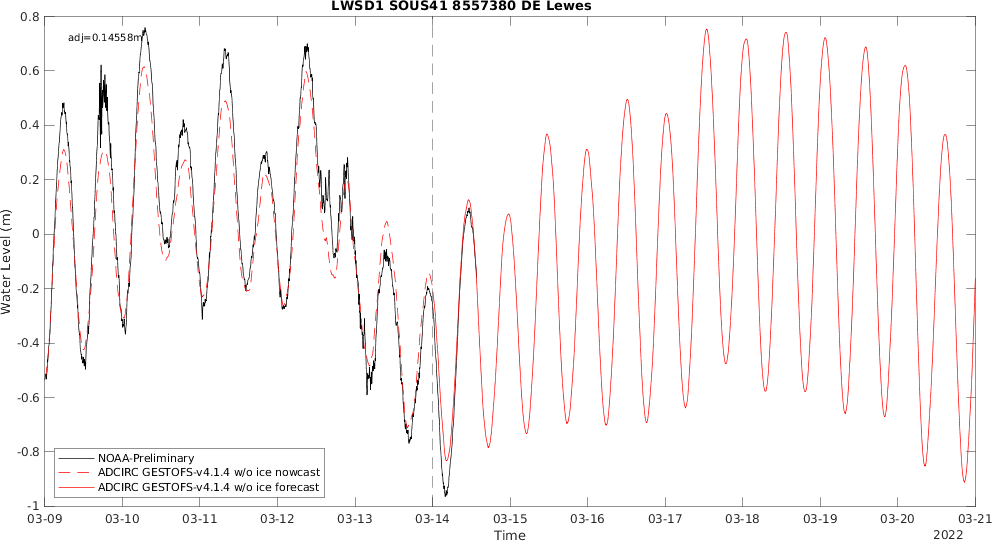 LWSD1 SOUS41 8557380 DE Lewes
adj=0.14558m
0.8
0.6
0.4
0.2
0
-0.2
-0.4
-0.6
-0.8
-1
Water Level (m)
NOAA-Preliminary
ADCIRC GESTOFS-v4.1.4 w/o ice nowcast
ADCIRC GESTOFS-v4.1.4 w/o ice forecast
03-09 03-10 03-11 03-12 03-13 03-14 03-15 03-16 03-17 03-18 03-19 03-20 03-21
Time
2022